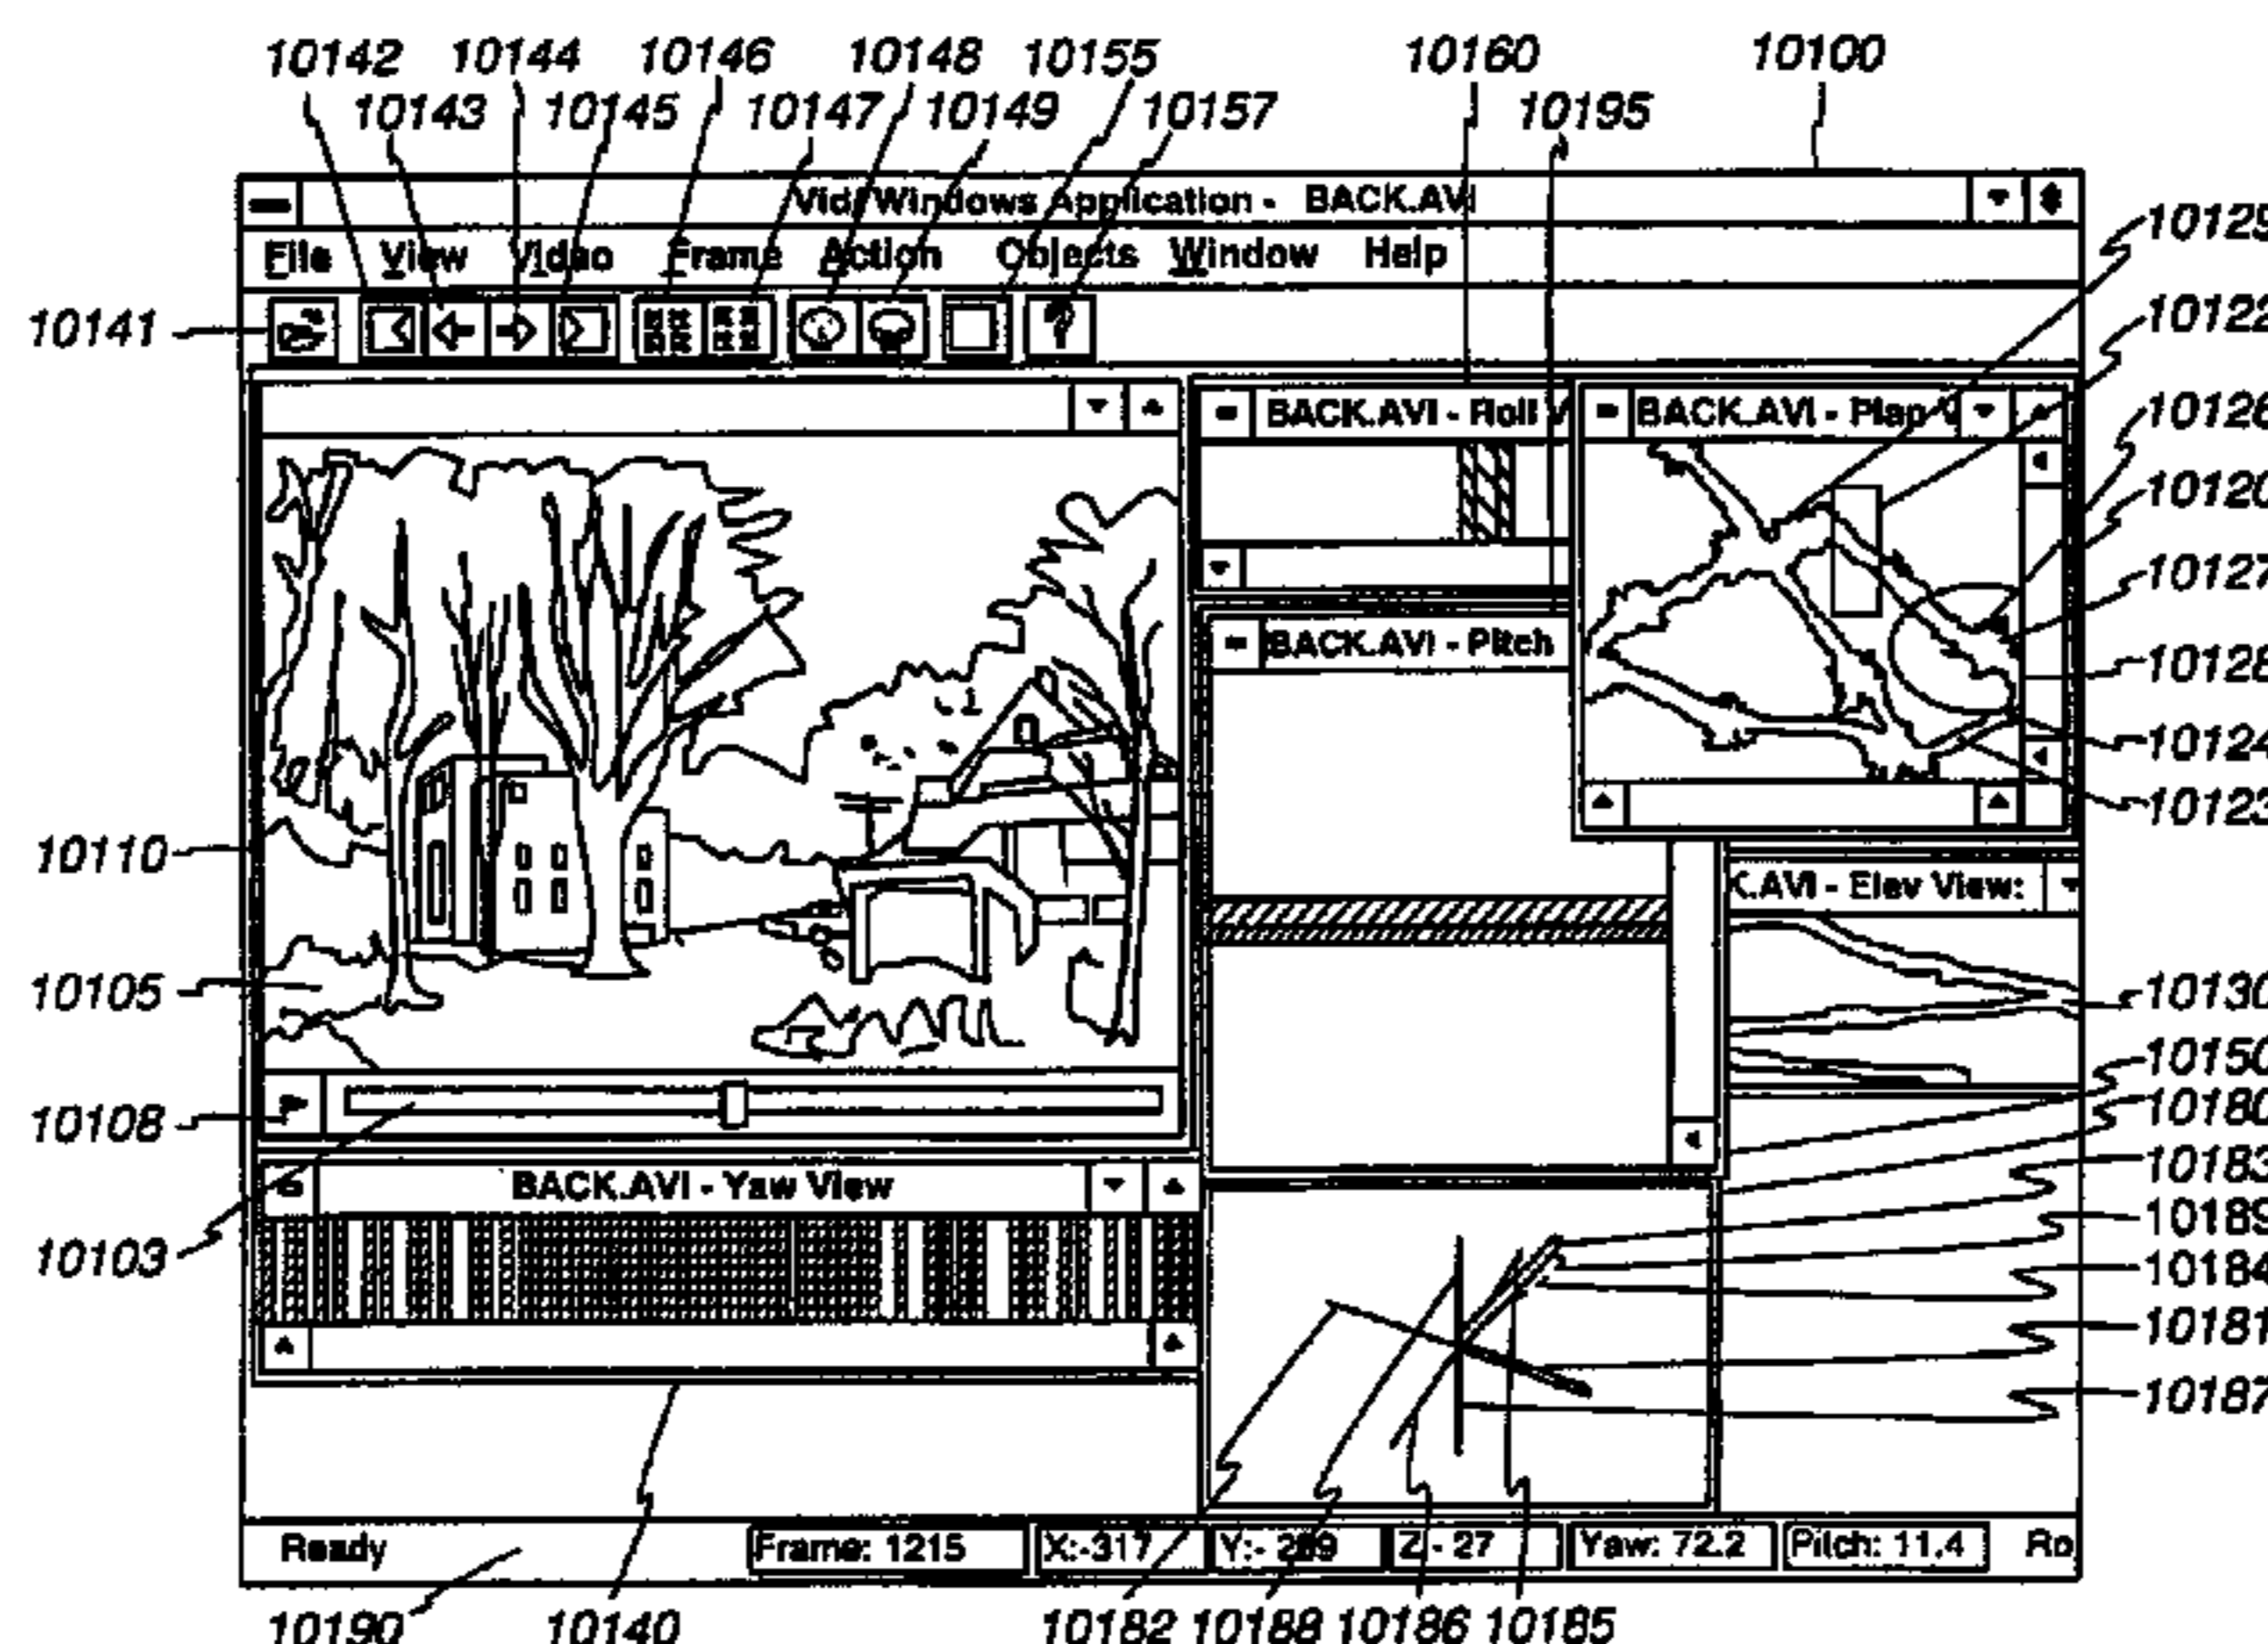 10142 10144 10146 10148 10155 10160 10100
10143 10145 10147 10149 10157 10195
Vid Windows Application - BACK.AVI
10129
File View Video Frame Action Objects Window Help
10122
10141
?
BACK.AVI - Roll V
BACK.AVI - Plan V
10126
10120
10127
BACK.AVI - Pitch
10128
10124
10123
10110
K.AVI - Elev View:
10105
10130
10150
10108
10180
10183
BACK.AVI - Yaw View
10189
10103
10184
10181
10187
Ready Frame: 1215 X:-317 Z - 27 Yaw: 72.2 Pitch: 11.4 Ro
10190 10140 10182 10188 10186 10185